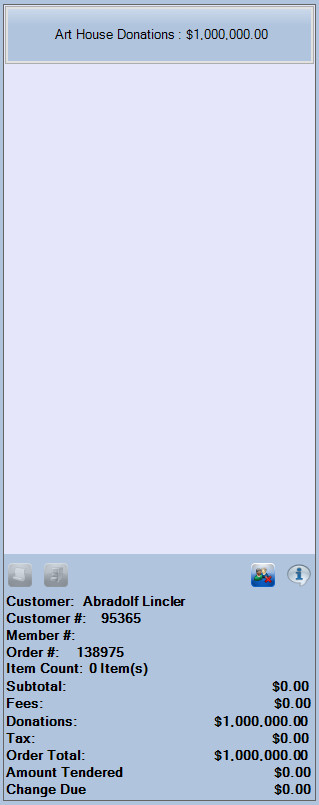 Art House Donations : $1,000,000.00
Customer: Abradolf Lincler
Customer #: 95365
Member #:
Order #: 138975
Item Count: 0 Item(s)
Subtotal: $0.00
Fees: $0.00
Donations: $1,000,000.00
Tax: $0.00
Order Total: $1,000,000.00
Amount Tendered $0.00
Change Due $0.00